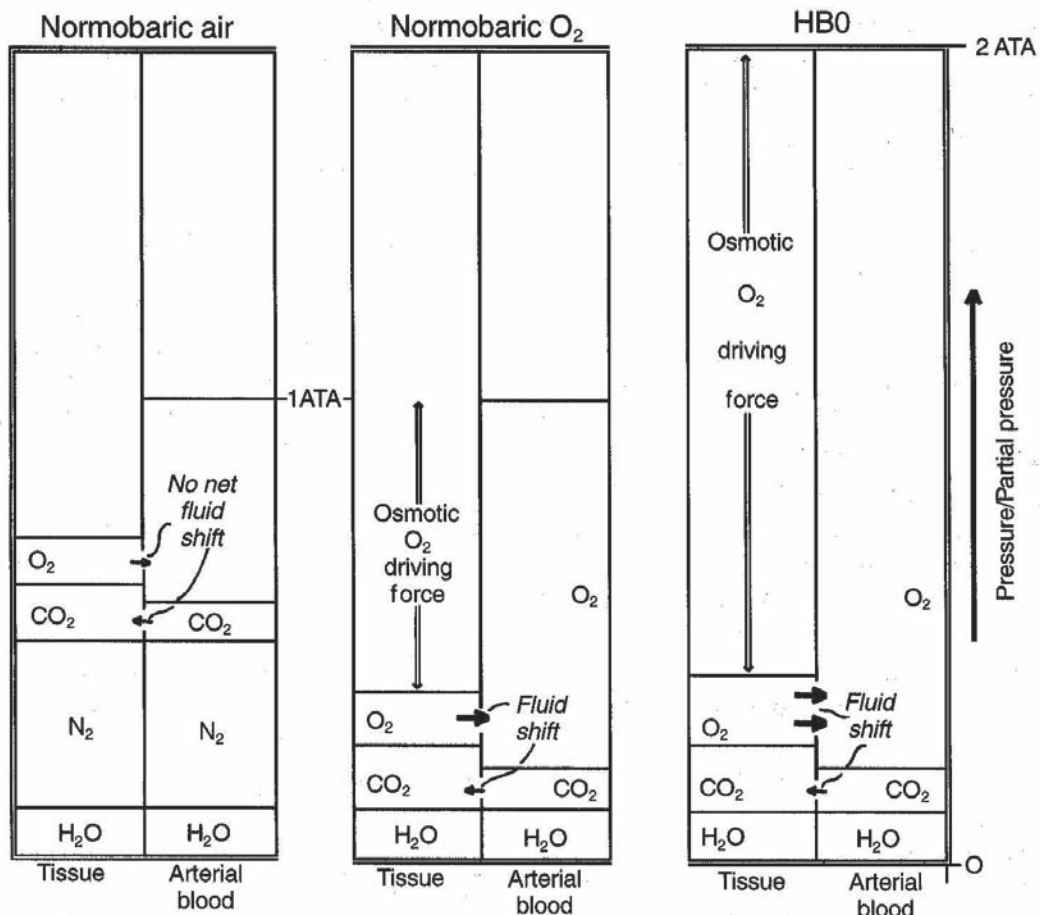 Normobaric air
Normobaric O₂
HB0
2 ATA
1ATA
No net
fluid
shift
O₂
CO₂
CO₂
N₂
N₂
H₂O
H₂O
Tissue
Arterial
blood
Osmotic
O₂
driving
force
O₂
O₂
Fluid
shift
CO₂
CO₂
H₂O
H₂O
Tissue
Arterial
blood
Osmotic
O₂
driving
force
O₂
O₂
Fluid
shift
CO₂
CO₂
H₂O
H₂O
Tissue
Arterial
blood
Pressure/Partial pressure
O